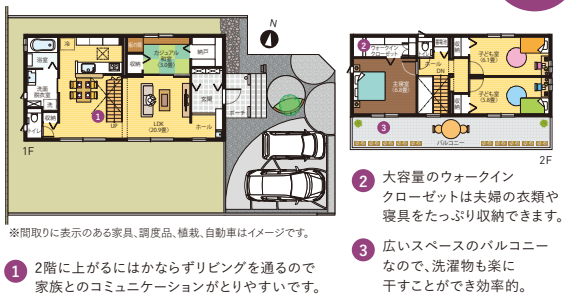 N
冷
カジュアル
和室
(3.0畳)
納戸
浴室
収納
洗面
脱衣室
洗
玄関
収納
トイレ
1
UP
LDK
(20.9畳)
ホール
ポーチ
1F
2
ウォークイン
クローゼット
トイレ
ホール
DN
収納
子ども室
(6.1畳)
主寝室
(6.8畳)
収納
子ども室
(5.8畳)
3
バルコニー
2F
※間取りに表示のある家具、調度品、植栽、自動車はイメージです。
1 2階に上がるにはかならずリビングを通るので
家族とのコミュニケーションがとりやすいです。
2 大容量のウォークイン
クローゼットは夫婦の衣類や
寝具をたっぷり収納できます。
3 広いスペースのバルコニー
なので、洗濯物も楽に
干すことができ効率的。